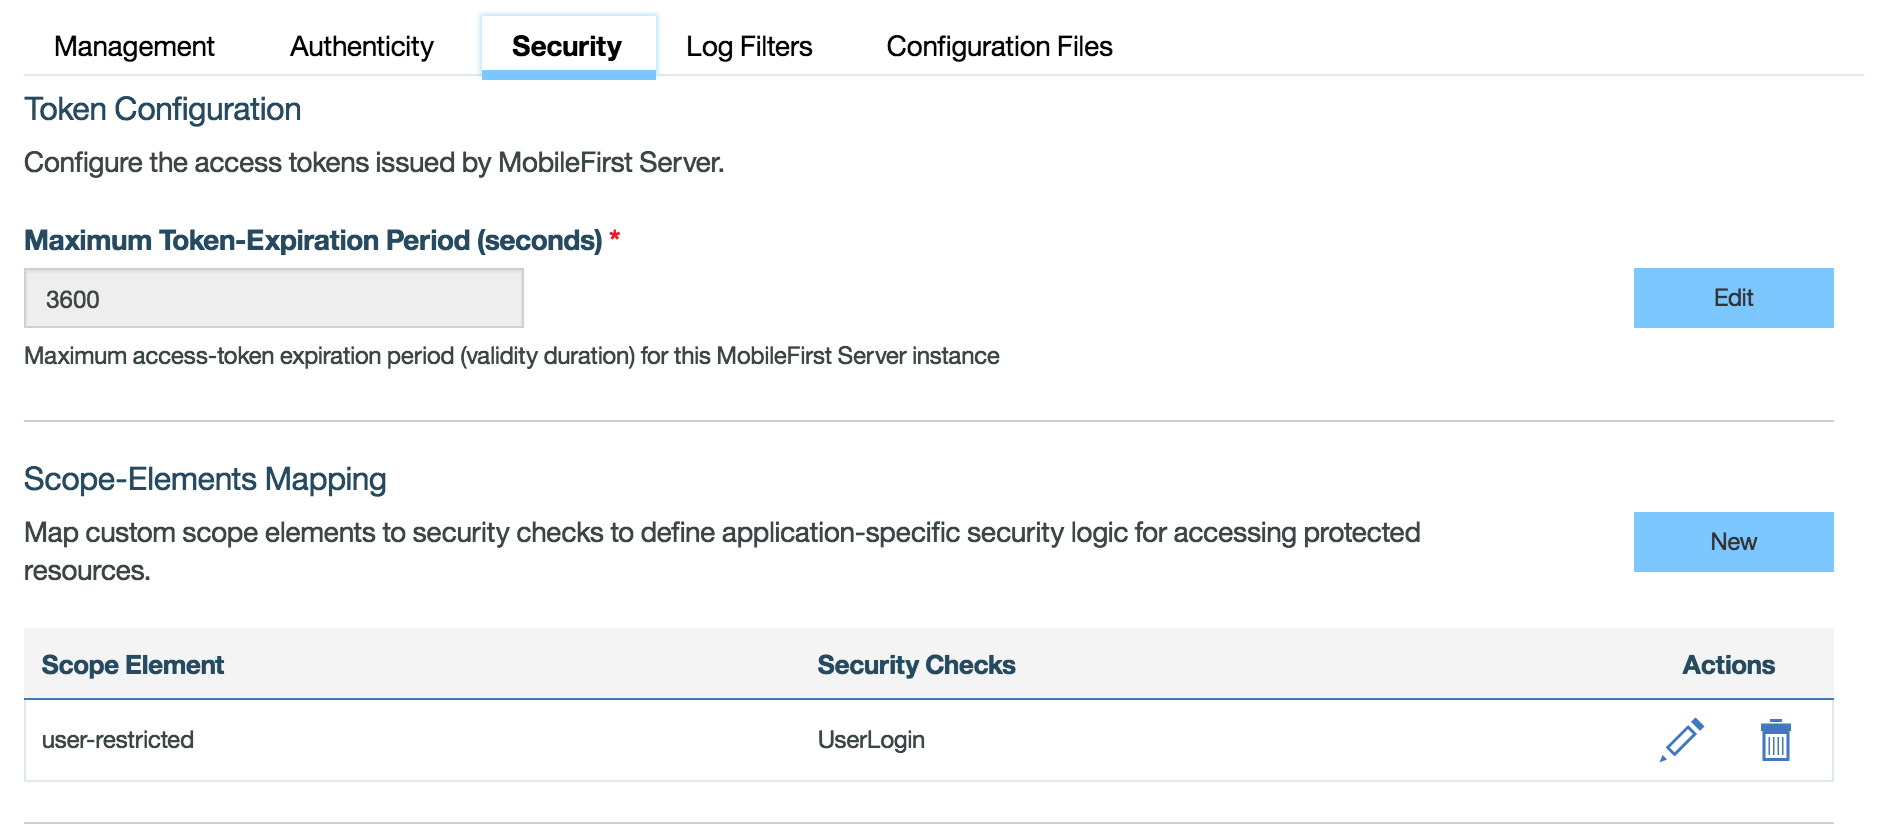 Management Authenticity Security Log Filters Configuration Files
Token Configuration
Configure the access tokens issued by MobileFirst Server.
Maximum Token-Expiration Period (seconds) *
3600
Edit
Maximum access-token expiration period (validity duration) for this MobileFirst Server instance
Scope-Elements Mapping
Map custom scope elements to security checks to define application-specific security logic for accessing protected
resources.
New
Scope Element Security Checks Actions
user-restricted UserLogin